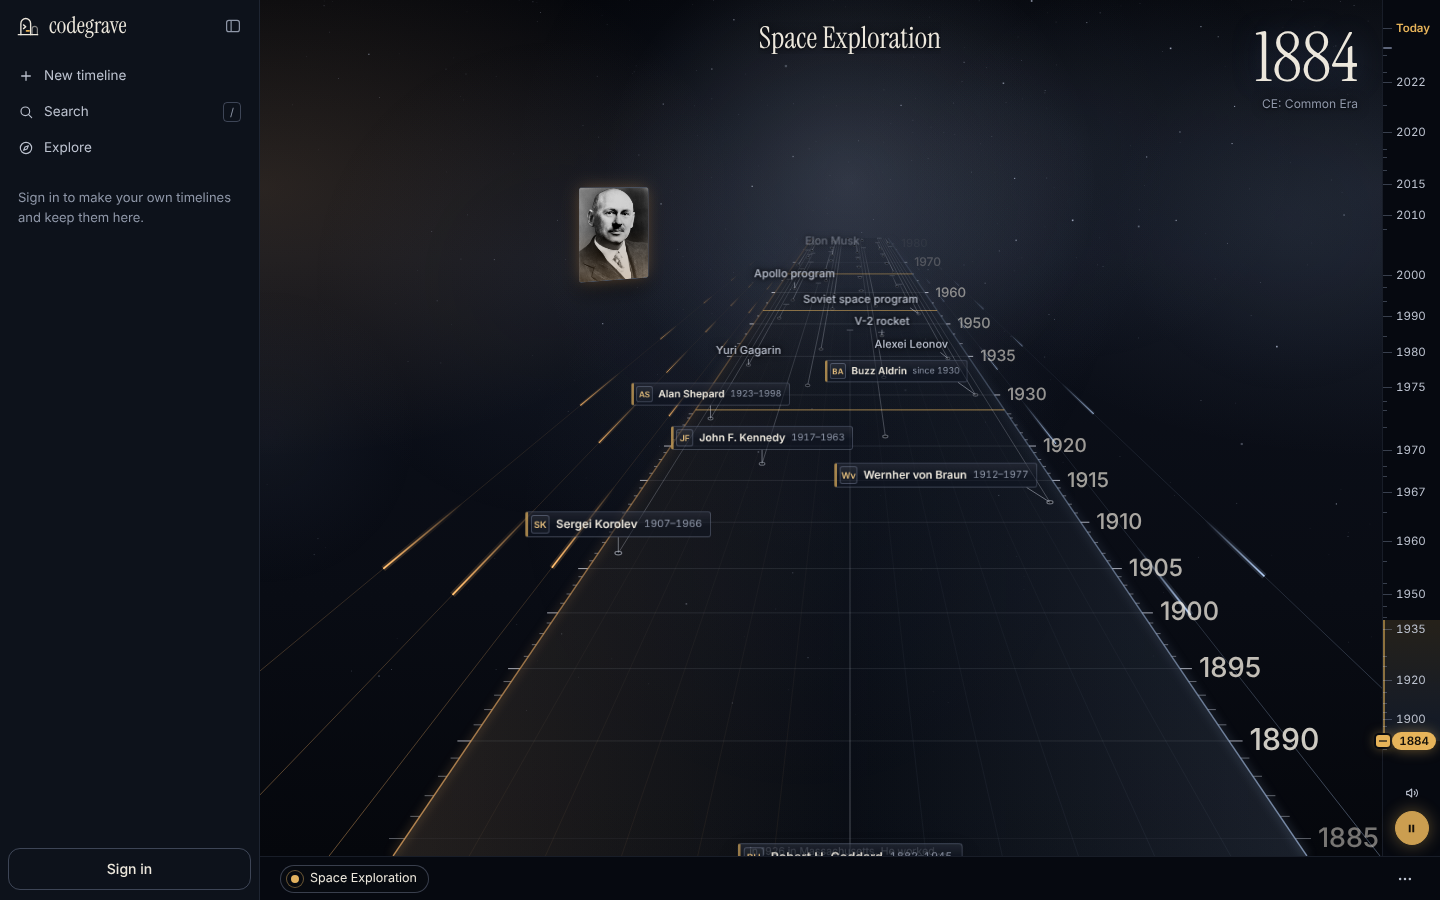 codegrave
New timeline
Search
/
Explore
Sign in to make your own timelines
and keep them here.
Sign in
Space Exploration
1884
CE: Common Era
Elon Musk
1980
1970
Apollo program
1960
Soviet space program
V-2 rocket
1950
Alexei Leonov
Yuri Gagarin
1935
BA Buzz Aldrin since 1930
AS Alan Shepard 1923–1998
1930
JF John F. Kennedy 1917–1963
1920
Wv Wernher von Braun 1912–1977
1915
SK Sergei Korolev 1907–1966
1910
1905
1900
1895
1890
1885
Robert H. Goddard 1882–1945
Today
2022
2020
2015
2010
2000
1990
1980
1975
1970
1967
1960
1950
1935
1920
1900
1884
Space Exploration